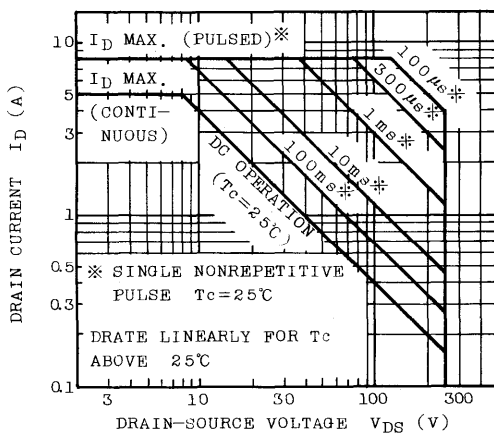 10
I_D MAX. (PULSED)※
I_D MAX.
(CONTI-
NUOUS)
100μs※
300μs※
1ms※
10ms※
100ms※
DC OPERATION
(Tc=25℃)
5
3
1
0.5
0.3
0.1
※ SINGLE NONREPETITIVE
PULSE Tc=25℃
DRATE LINEARLY FOR Tc
ABOVE 25℃
3
10
30
100
300
DRAIN CURRENT I_D (A)
DRAIN-SOURCE VOLTAGE V_DS (V)